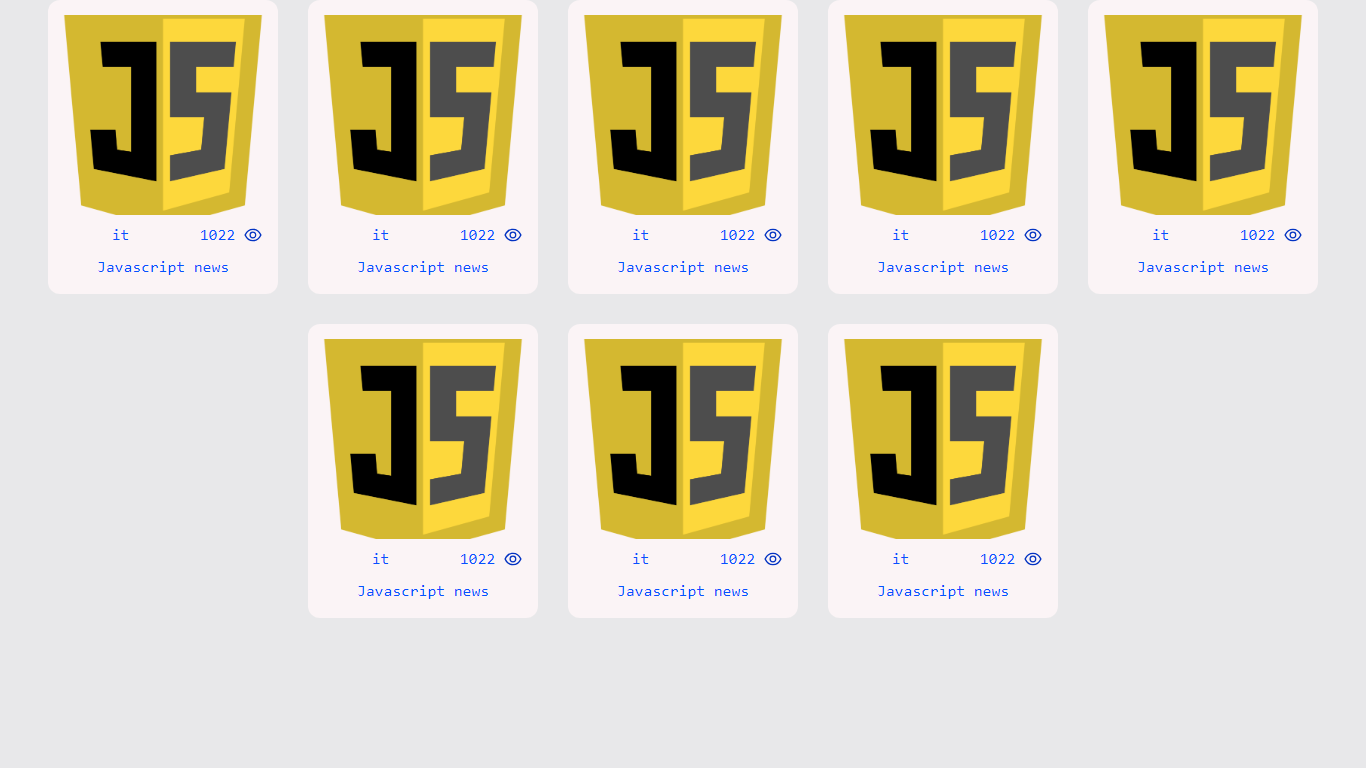 JS JS JS JS JS
it 1022 it 1022 it 1022 it 1022 it 1022
Javascript news Javascript news Javascript news Javascript news Javascript news
JS JS JS
it 1022 it 1022 it 1022
Javascript news Javascript news Javascript news